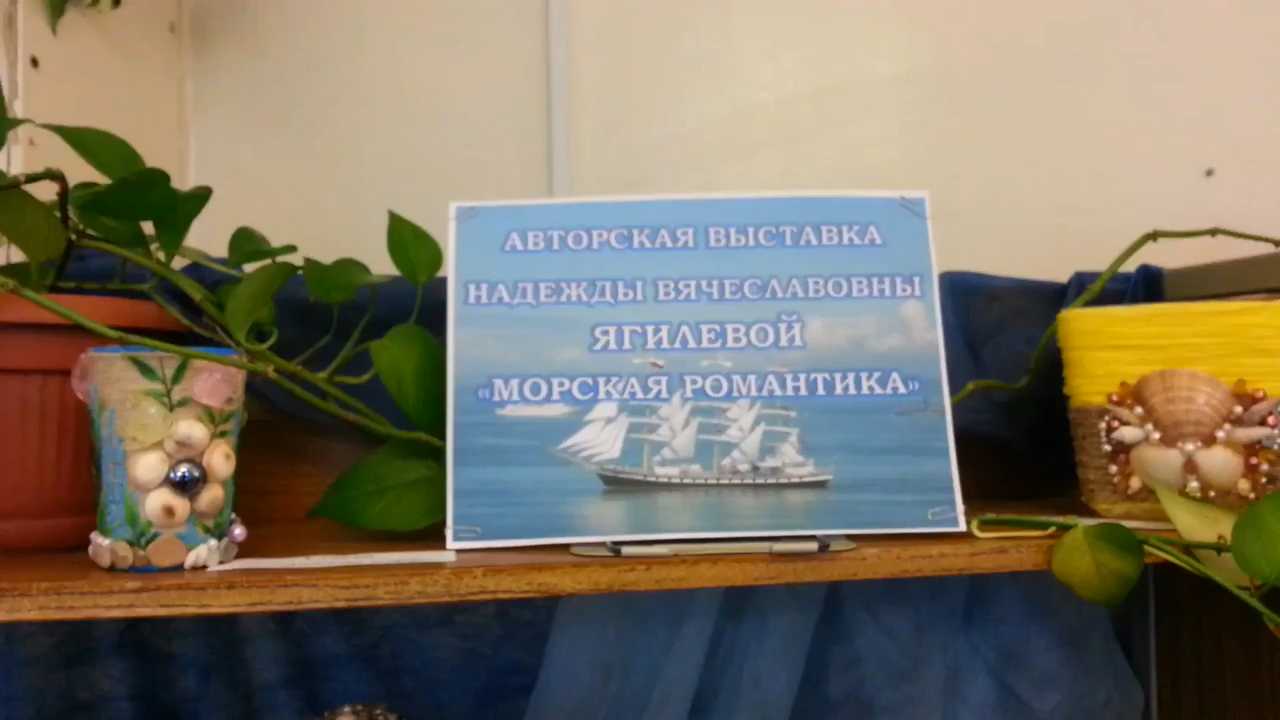 АВТОРСКАЯ ВЫСТАВКА
НАДЕЖДЫ ВЯЧЕСЛАВОВНЫ
ЯГИЛЕВОЙ
«МОРСКАЯ РОМАНТИКА»